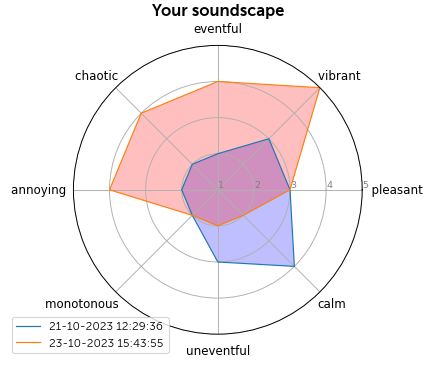 Your soundscape
eventful
chaotic
vibrant
annoying
1 2 3 4 5
pleasant
monotonous
calm
21-10-2023 12:29:36
23-10-2023 15:43:55
uneventful